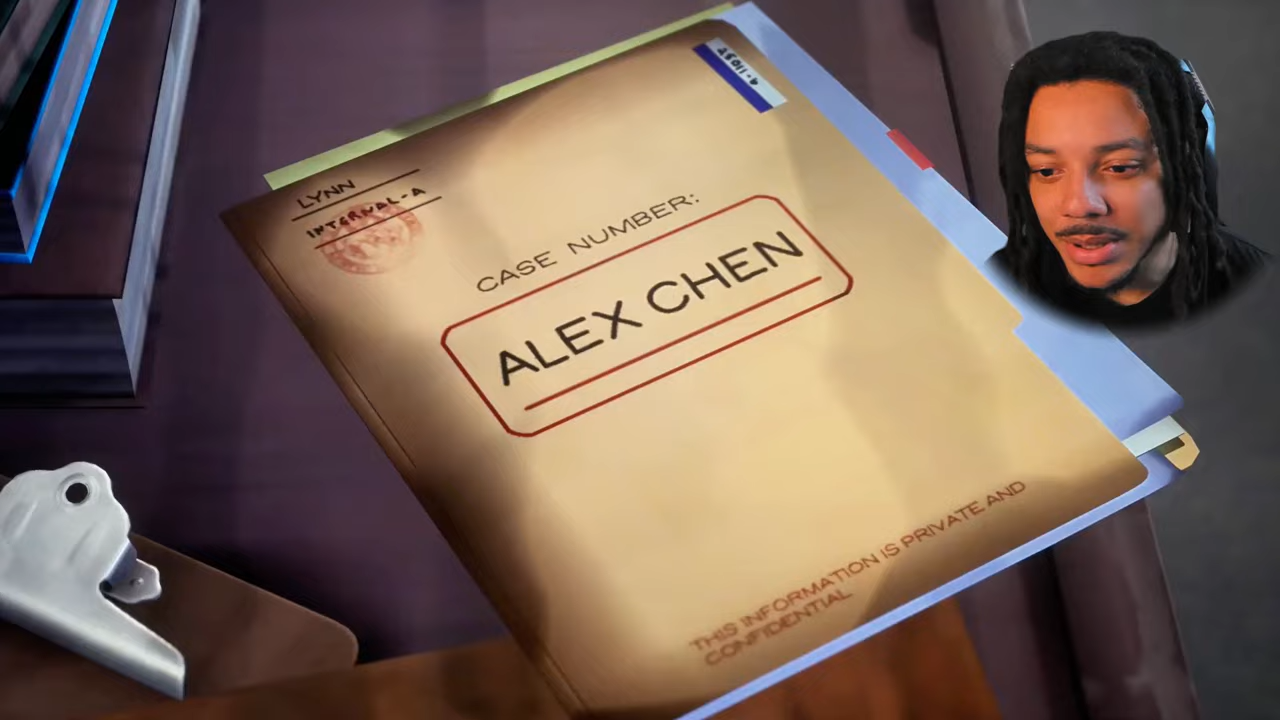 LYNN
INTERNAL-A
CASE NUMBER:
ALEX CHEN
THIS INFORMATION IS PRIVATE AND
CONFIDENTIAL